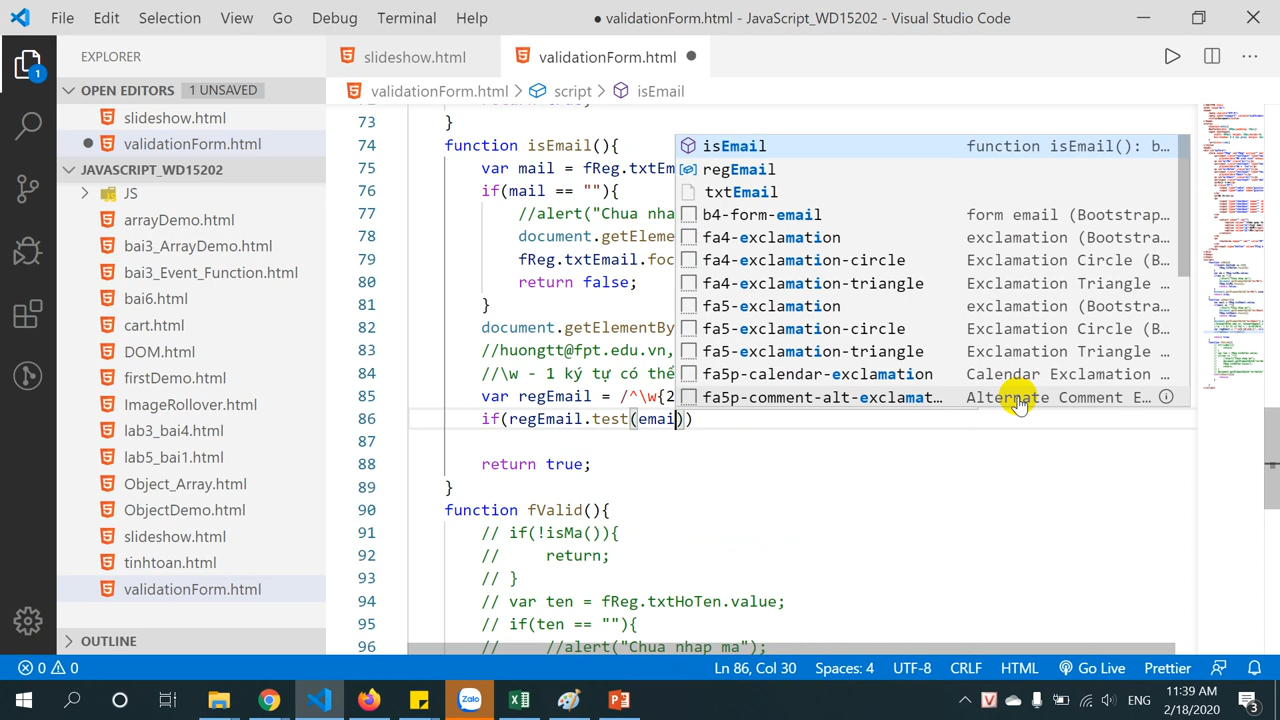 File Edit Selection View Go Debug Terminal Help
● validationForm.html - JavaScript_WD15202 - Visual Studio Code
EXPLORER
slideshow.html
validationForm.html ●
OPEN EDITORS 1 UNSAVED
slideshow.html
validationForm.html
JAVASCRIPT_WD15202
JS
arrayDemo.html
bai3_ArrayDemo.html
bai3_Event_Function.html
bai6.html
cart.html
DOM.html
firstDemo.html
ImageRollover.html
lab3_bai4.html
lab5_bai1.html
Object_Array.html
ObjectDemo.html
slideshow.html
tinhtoan.html
validationForm.html
OUTLINE
validationForm.html > script > isEmail
73 }
74 function isEmail(){
75 var mail = fReg.txtEm
76 if(mail == ""){
77 //alert("Chua nha
78 document.getEleme
79 fReg.txtEmail.foc
80 return false;
81 }
82 document.getElementBy
83 //huongtt@fpt.edu.vn,
84 //\w - 1 ký tự có thể
85 var regEmail = /^\w{2
86 if(regEmail.test(emai))
87
88 return true;
89 }
90 function fValid(){
91 // if(!isMa()){
92 // return;
93 // }
94 // var ten = fReg.txtHoTen.value;
95 // if(ten == ""){
96 // //alert("Chua nhap ma");
isEmail function isEmail(): b…
regEmail
txtEmail
b4-form-email form email (Bootstrap…
fa4-exclamation exclamation (Bootstra…
fa4-exclamation-circle Exclamation Circle (B…
fa4-exclamation-triangle Exclamation Triangle …
fa5-exclamation Exclamation (Bootstra…
fa5-exclamation-circle Exclamation Circle (B…
fa5-exclamation-triangle Exclamation Triangle …
fa5p-calendar-exclamation Calendar Exclamation …
fa5p-comment-alt-exclamat… Alternate Comment E…
0 0 Ln 86, Col 30 Spaces: 4 UTF-8 CRLF HTML Go Live Prettier
Zalo
ENG
11:39 AM
2/18/2020
3